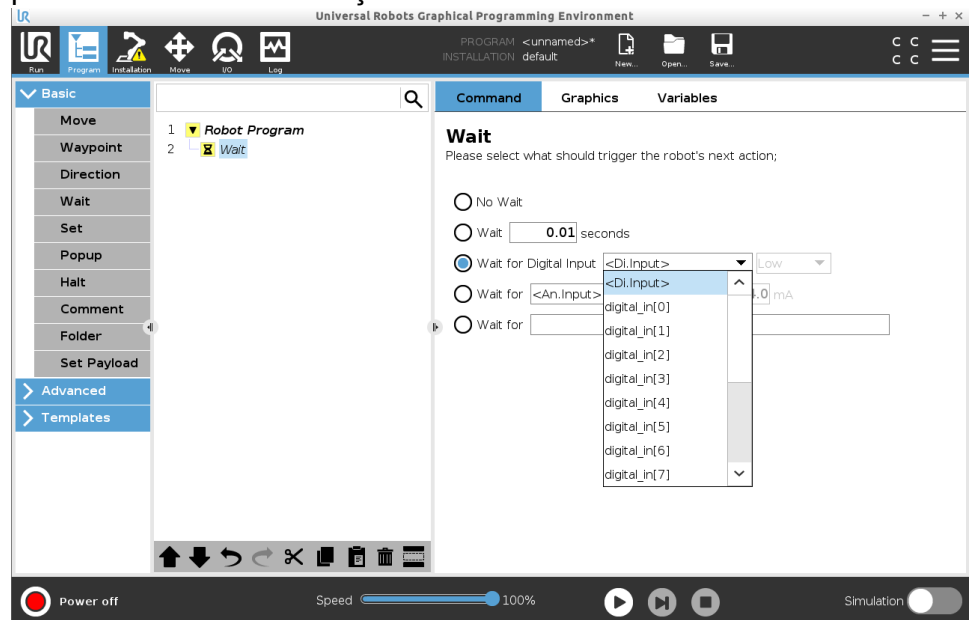 Universal Robots Graphical Programming Environment
PROGRAM <unnamed>*
INSTALLATION default
Run Program Installation Move I/O Log New... Open... Save...
C C
C C
Basic
Move
Waypoint
Direction
Wait
Set
Popup
Halt
Comment
Folder
Set Payload
Advanced
Templates
1 Robot Program
2 Wait
Command Graphics Variables
Wait
Please select what should trigger the robot's next action;
No Wait
Wait 0.01 seconds
Wait for Digital Input <Di.Input> Low
<Di.Input>
digital_in[0]
digital_in[1]
digital_in[2]
digital_in[3]
digital_in[4]
digital_in[5]
digital_in[6]
digital_in[7]
Wait for <An.Input> .0 mA
Wait for
Power off Speed 100% Simulation